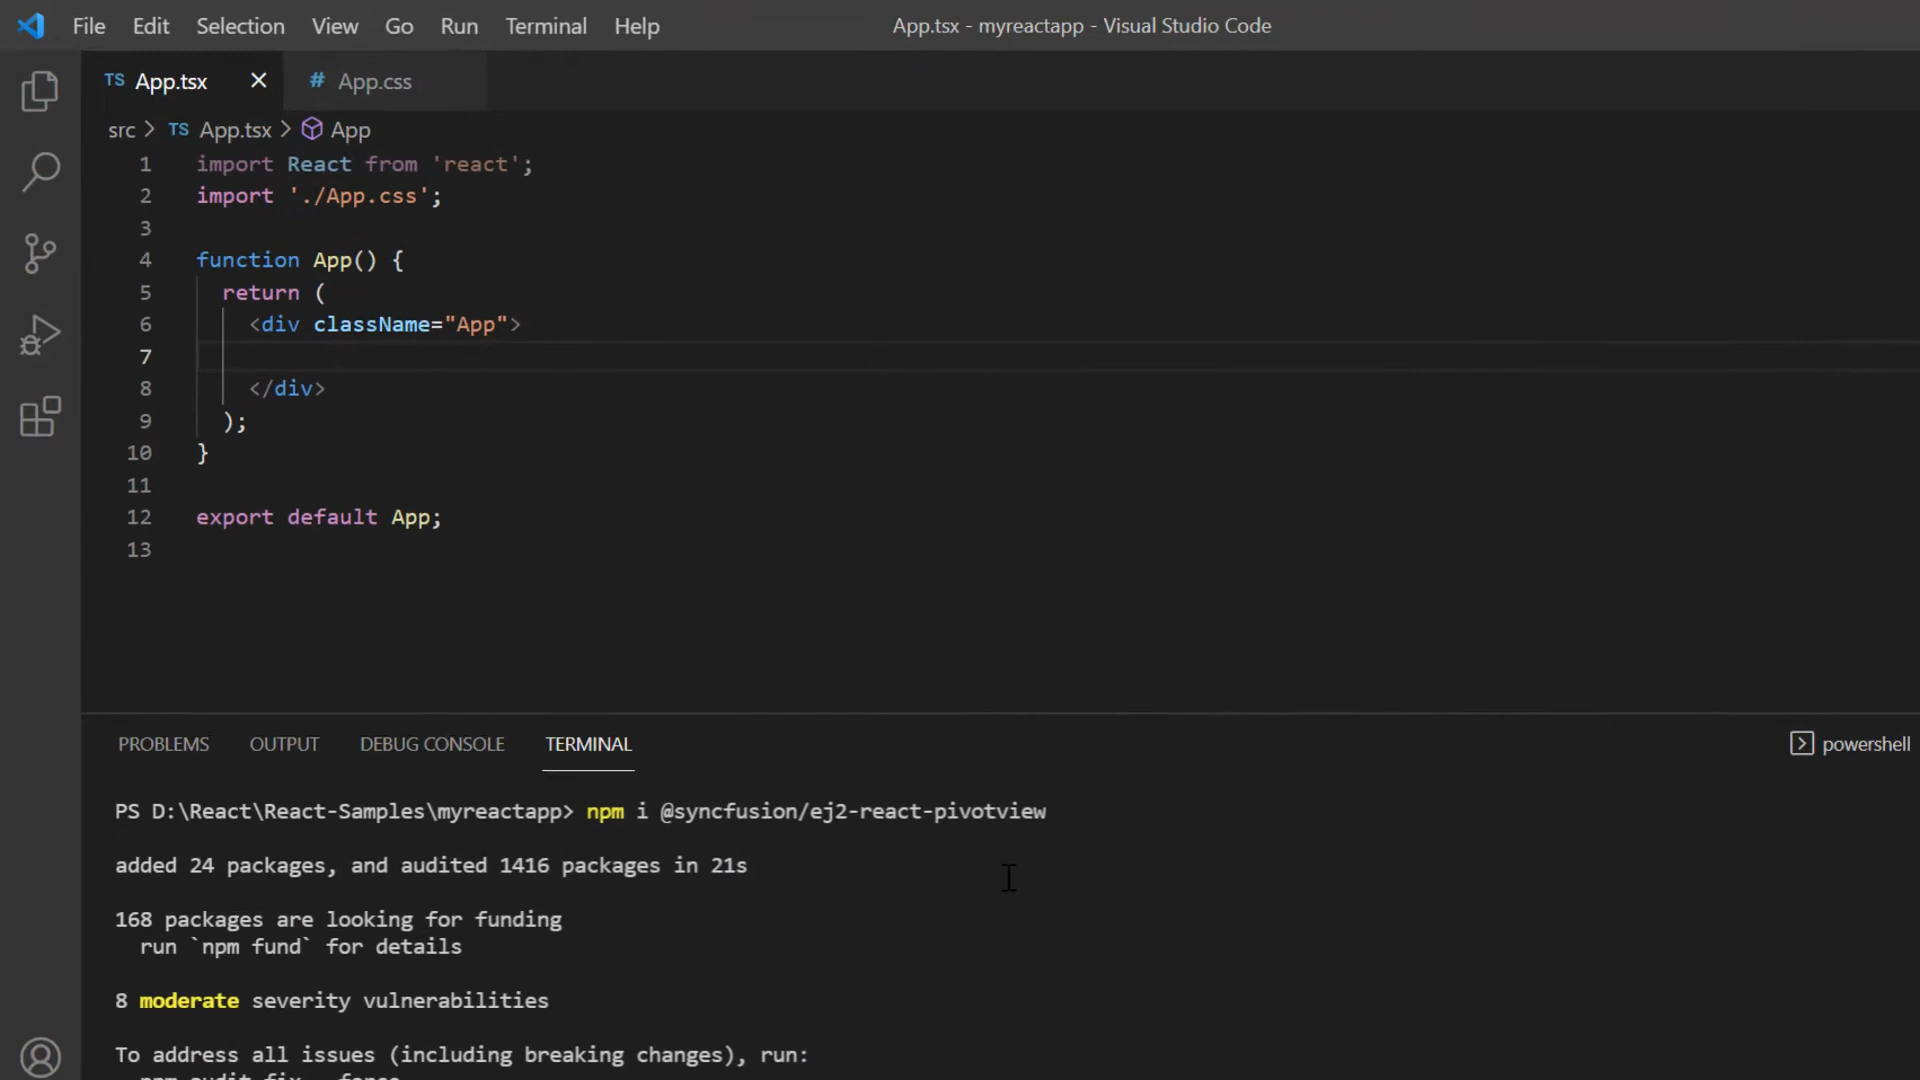 File Edit Selection View Go Run Terminal Help App.tsx - myreactapp - Visual Studio Code
TS App.tsx # App.css
src > TS App.tsx > App
1 import React from 'react';
2 import './App.css';
3
4 function App() {
5 return (
6 <div className="App">
7
8 </div>
9 );
10 }
11
12 export default App;
13
PROBLEMS OUTPUT DEBUG CONSOLE TERMINAL powershell
PS D:\React\React-Samples\myreactapp> npm i @syncfusion/ej2-react-pivotview
added 24 packages, and audited 1416 packages in 21s
168 packages are looking for funding
run `npm fund` for details
8 moderate severity vulnerabilities
To address all issues (including breaking changes), run: